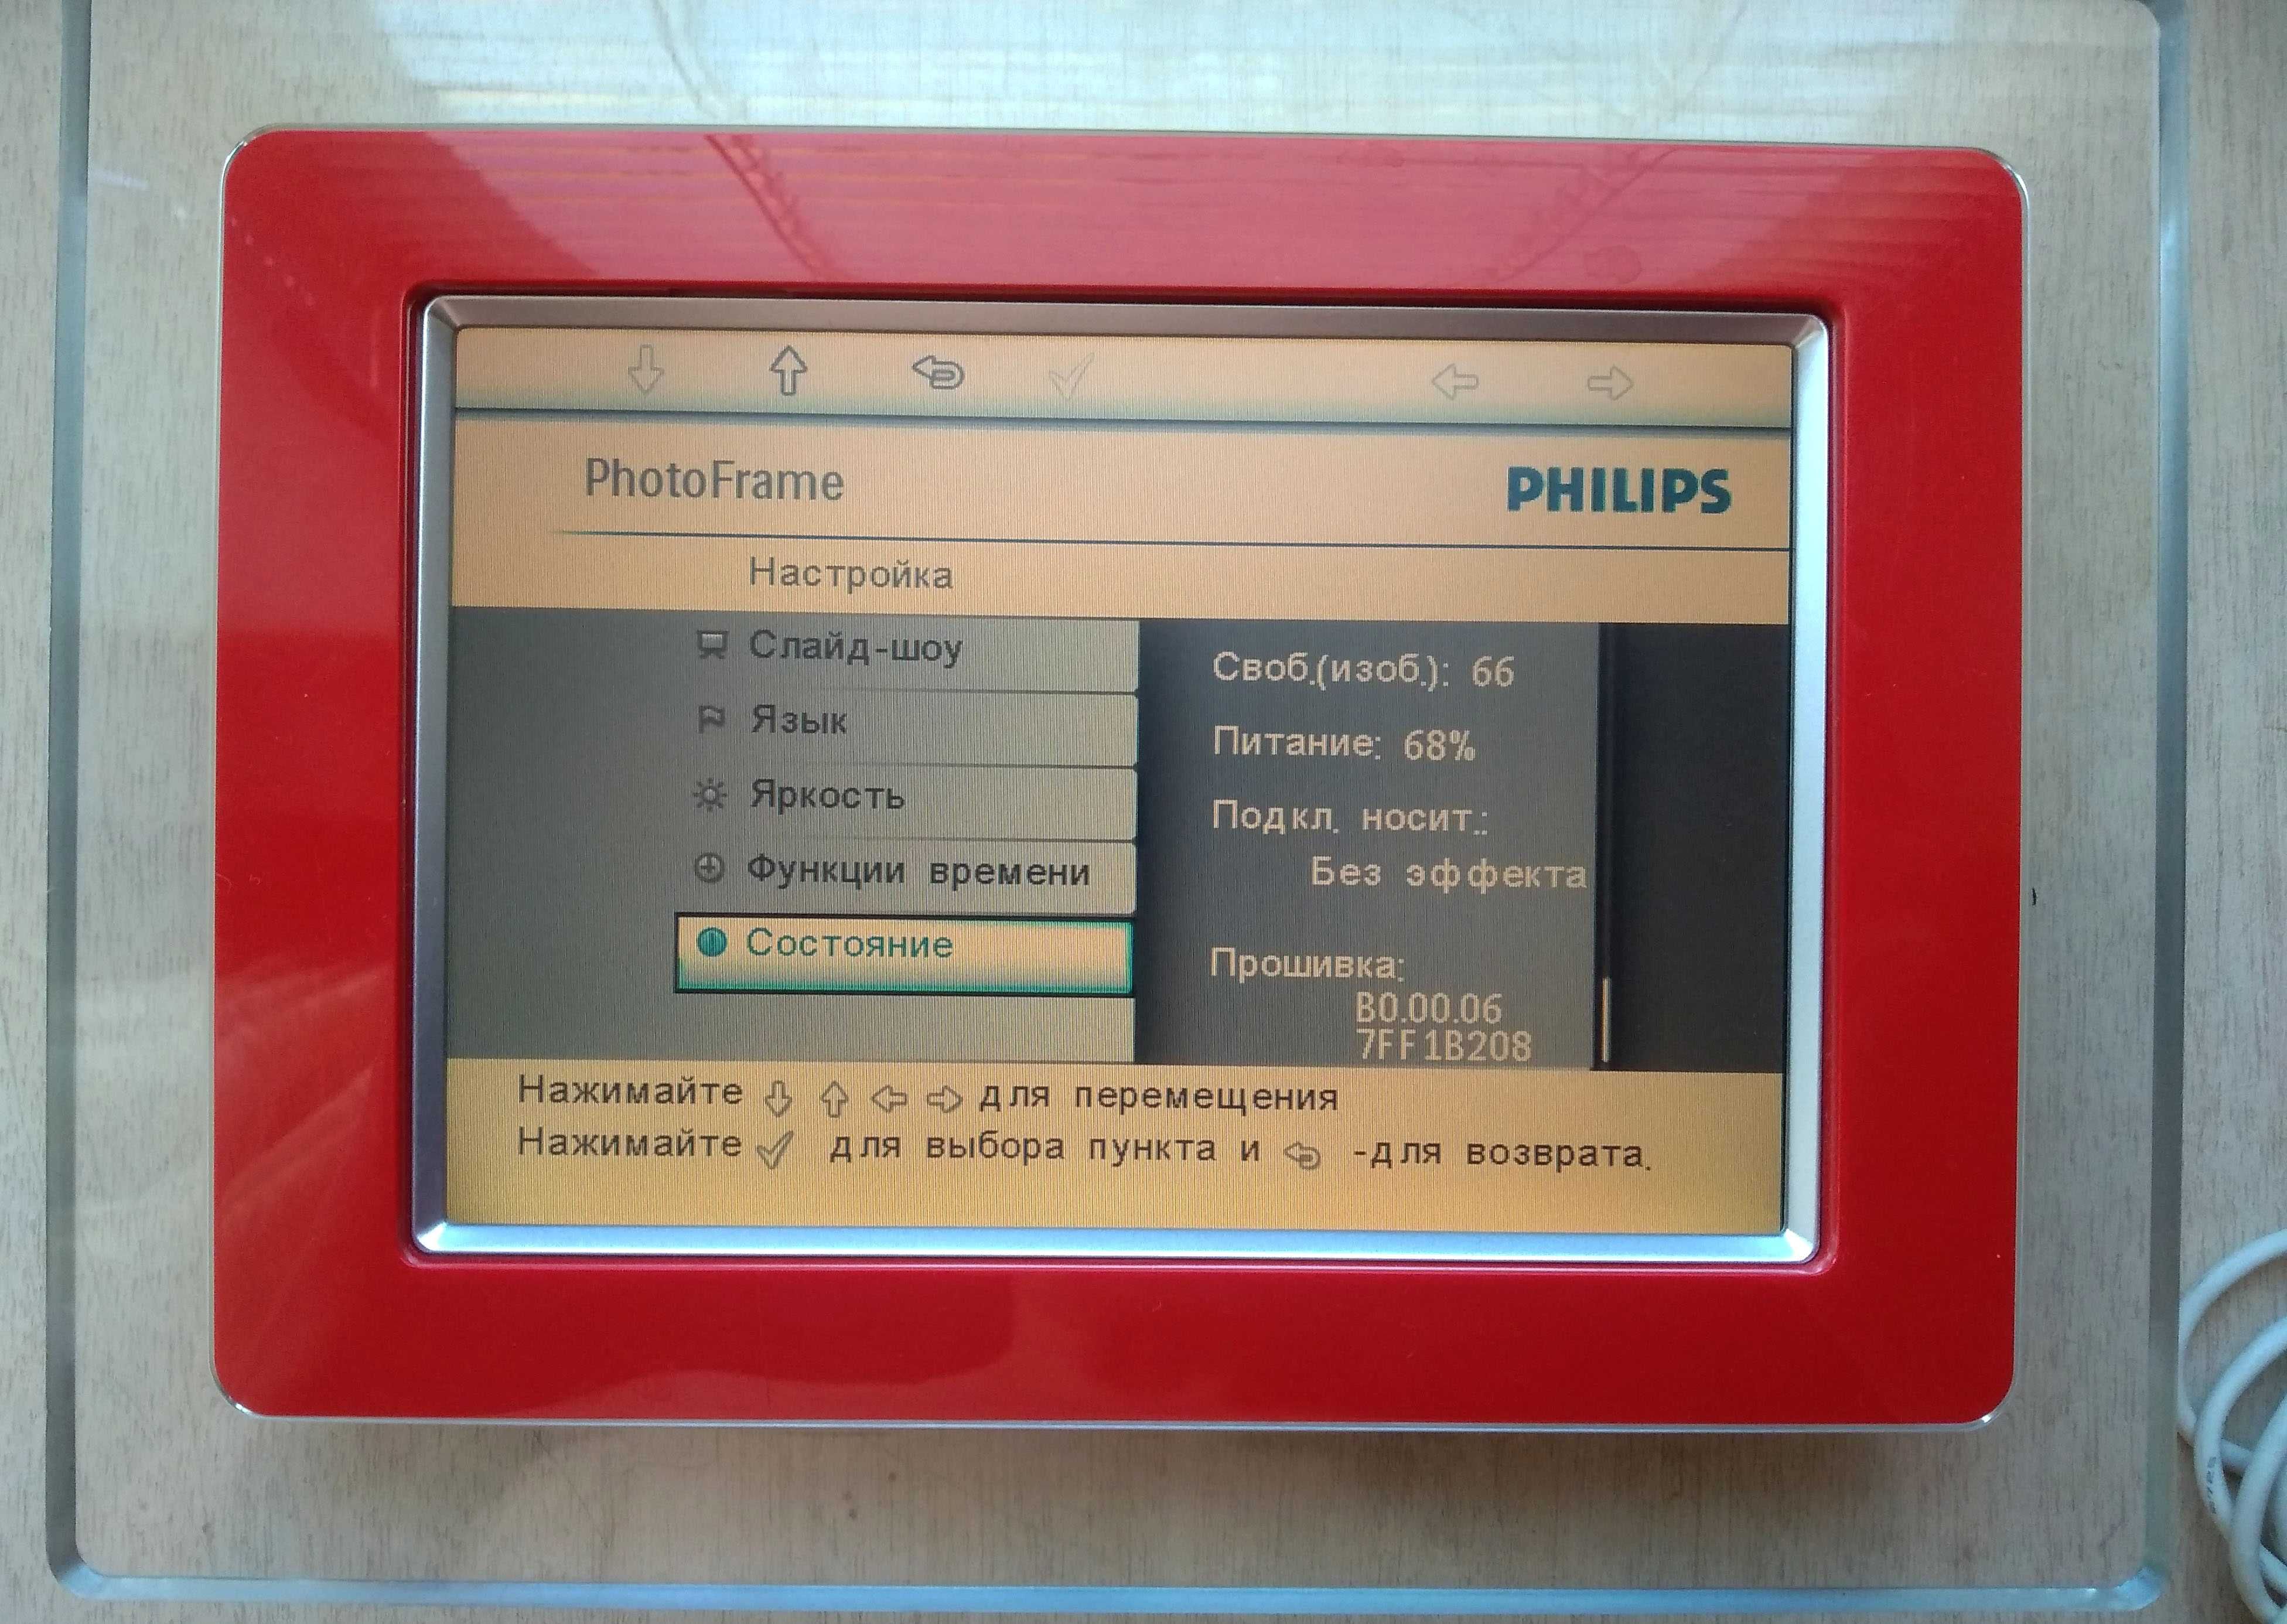 PhotoFrame
PHILIPS
Настройка
Слайд-шоу
Язык
Яркость
Функции времени
Состояние
Своб.(изоб.): 66
Питание: 68%
Подкл. носит.:
Без эффекта
Прошивка:
B0.00.06
7FF1B208
Нажимайте для перемещения
Нажимайте для выбора пункта и -для возврата.